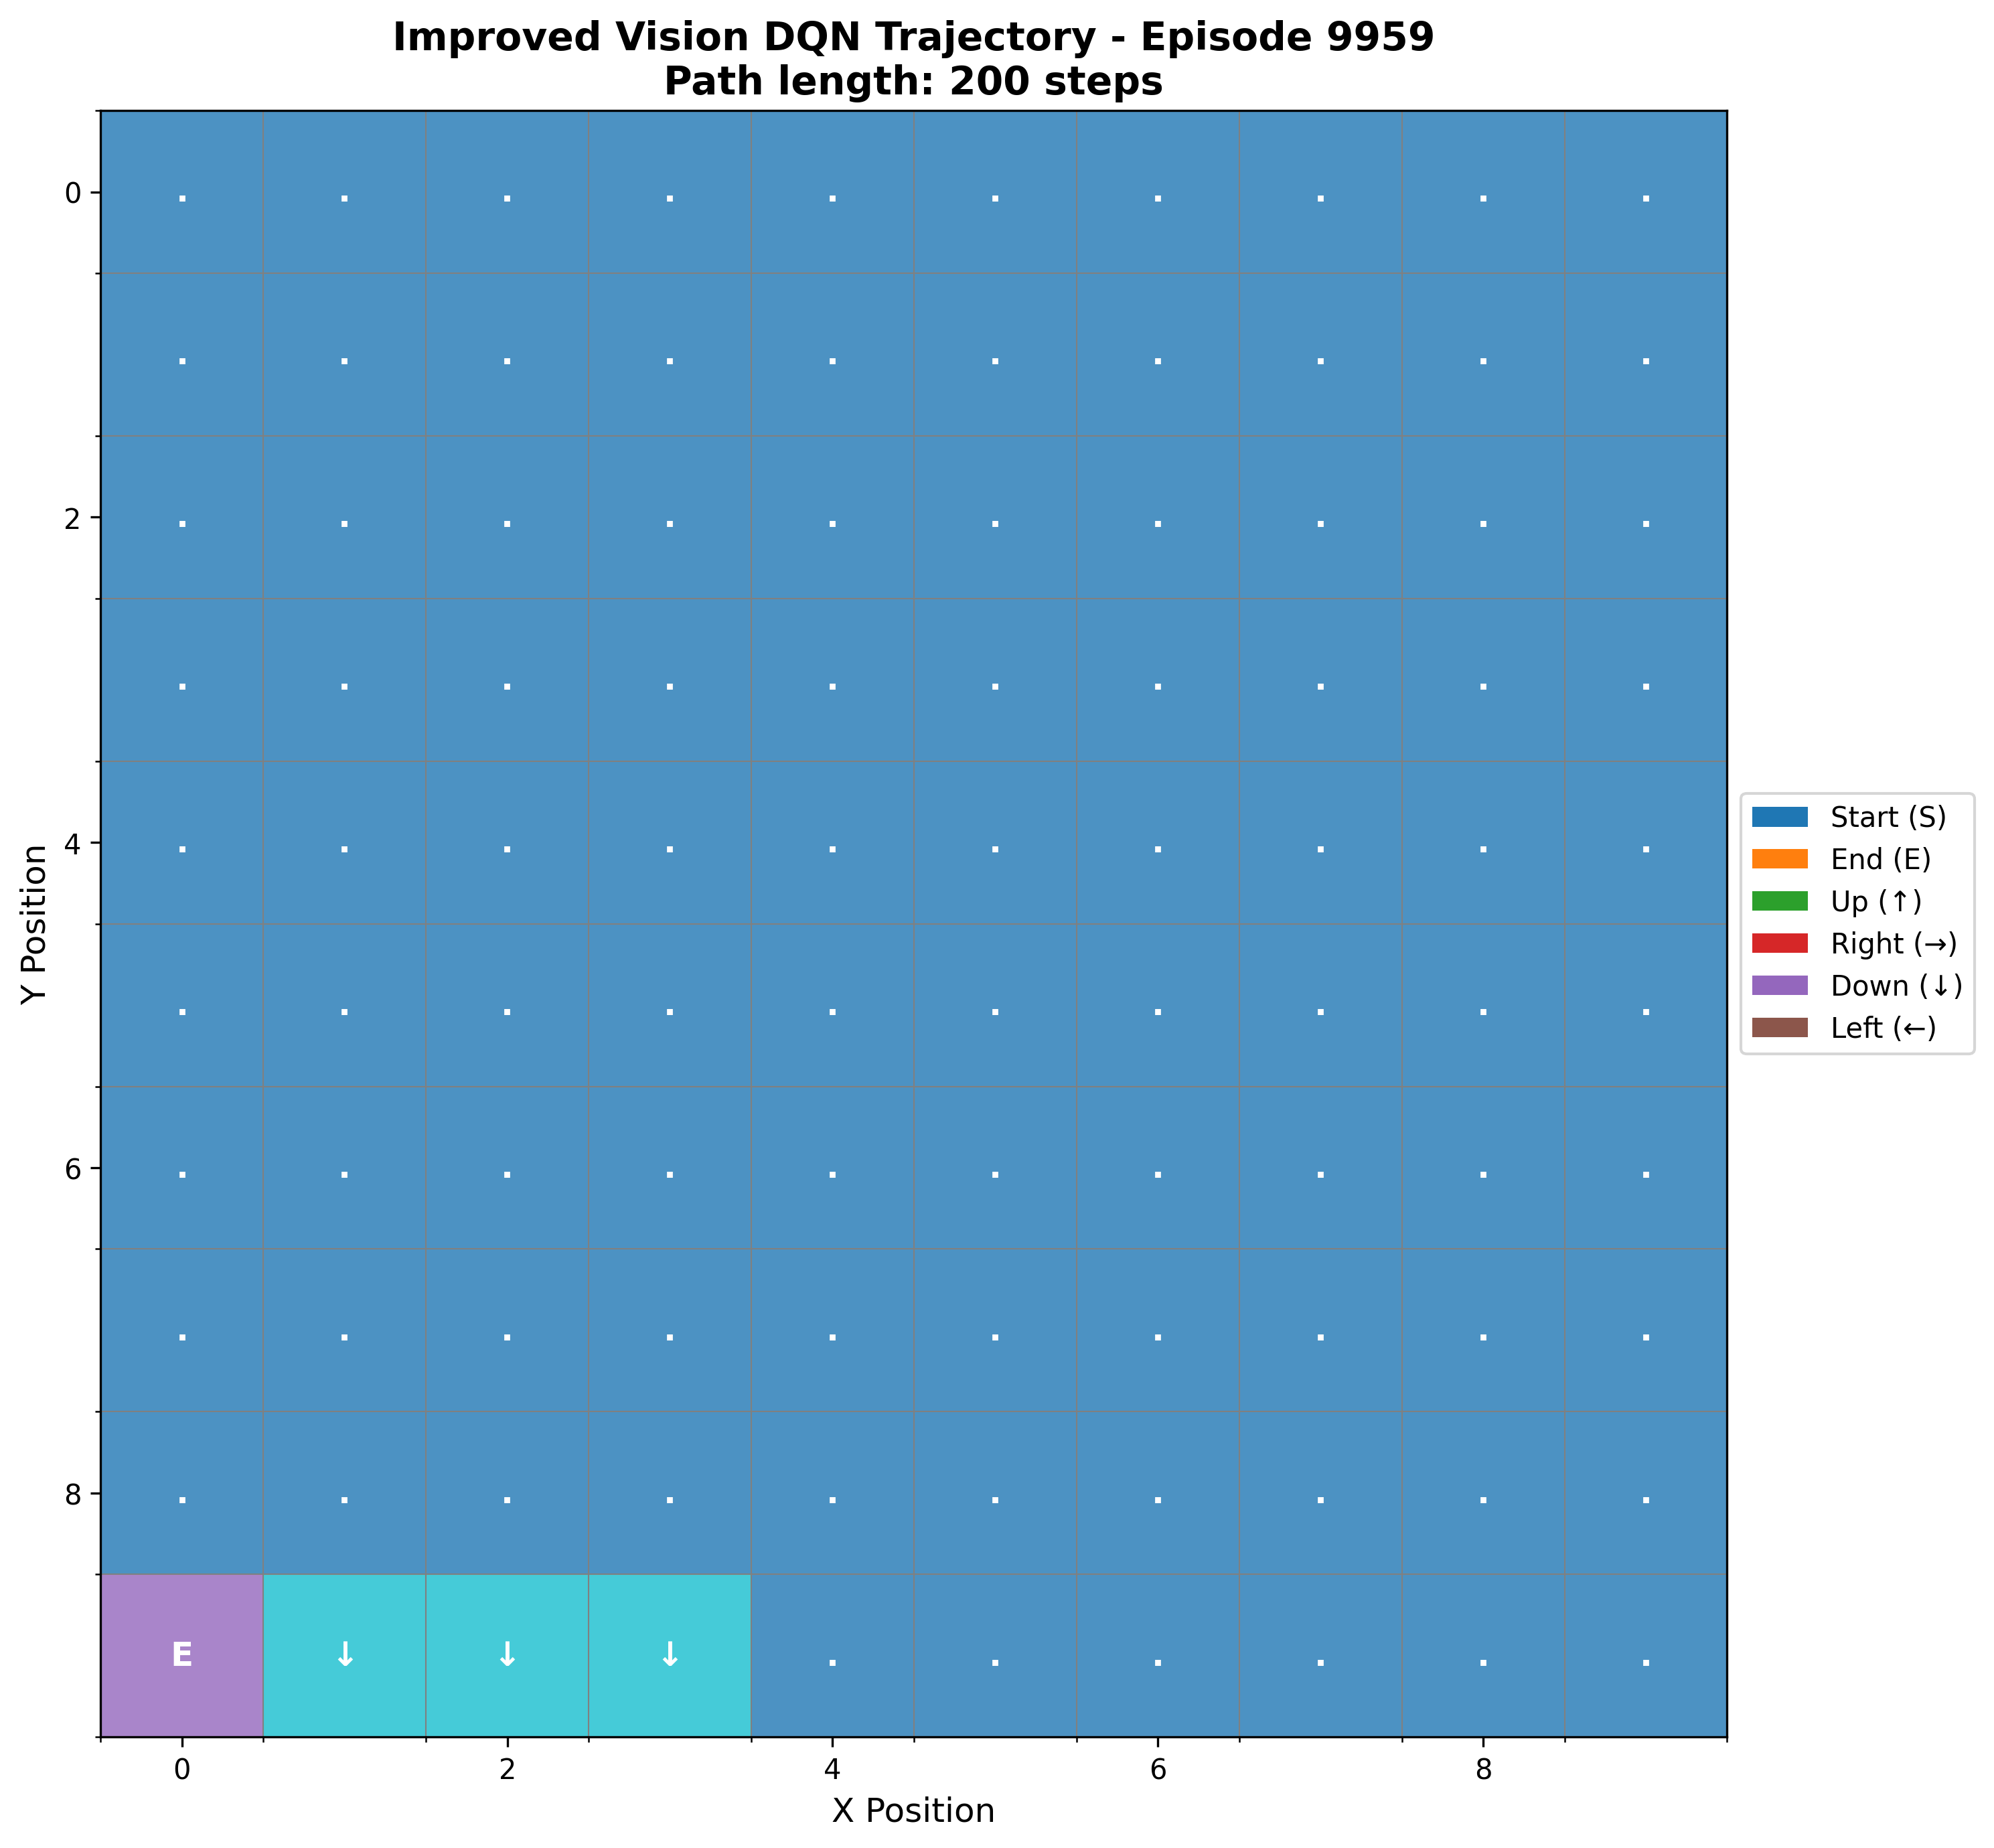 Improved Vision DQN Trajectory - Episode 9959
Path length: 200 steps
0
2
4
6
8
Y Position
E ↓ ↓ ↓
0 2 4 6 8
X Position
Start (S)
End (E)
Up (↑)
Right (→)
Down (↓)
Left (←)